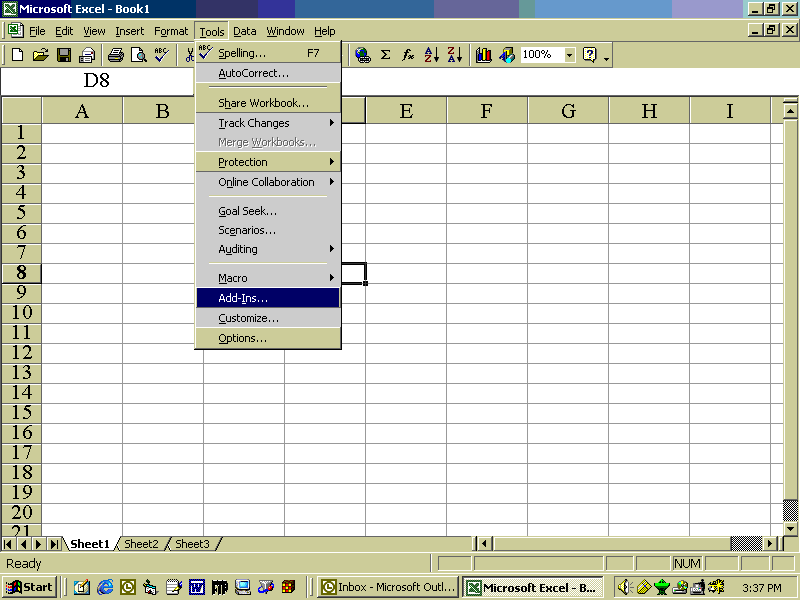 Microsoft Excel - Book1
File Edit View Insert Format Tools Data Window Help
ABC 100% ?
D8
Spelling... F7
AutoCorrect...
Share Workbook...
Track Changes
Merge Workbooks...
Protection
Online Collaboration
Goal Seek...
Scenarios...
Auditing
Macro
Add-Ins...
Customize...
Options...
A B E F G H I
1
2
3
4
5
6
7
8
9
10
11
12
13
14
15
16
17
18
19
20
21
Sheet1 Sheet2 Sheet3
Ready NUM
Start Inbox - Microsoft Outl... Microsoft Excel - B... 3:37 PM